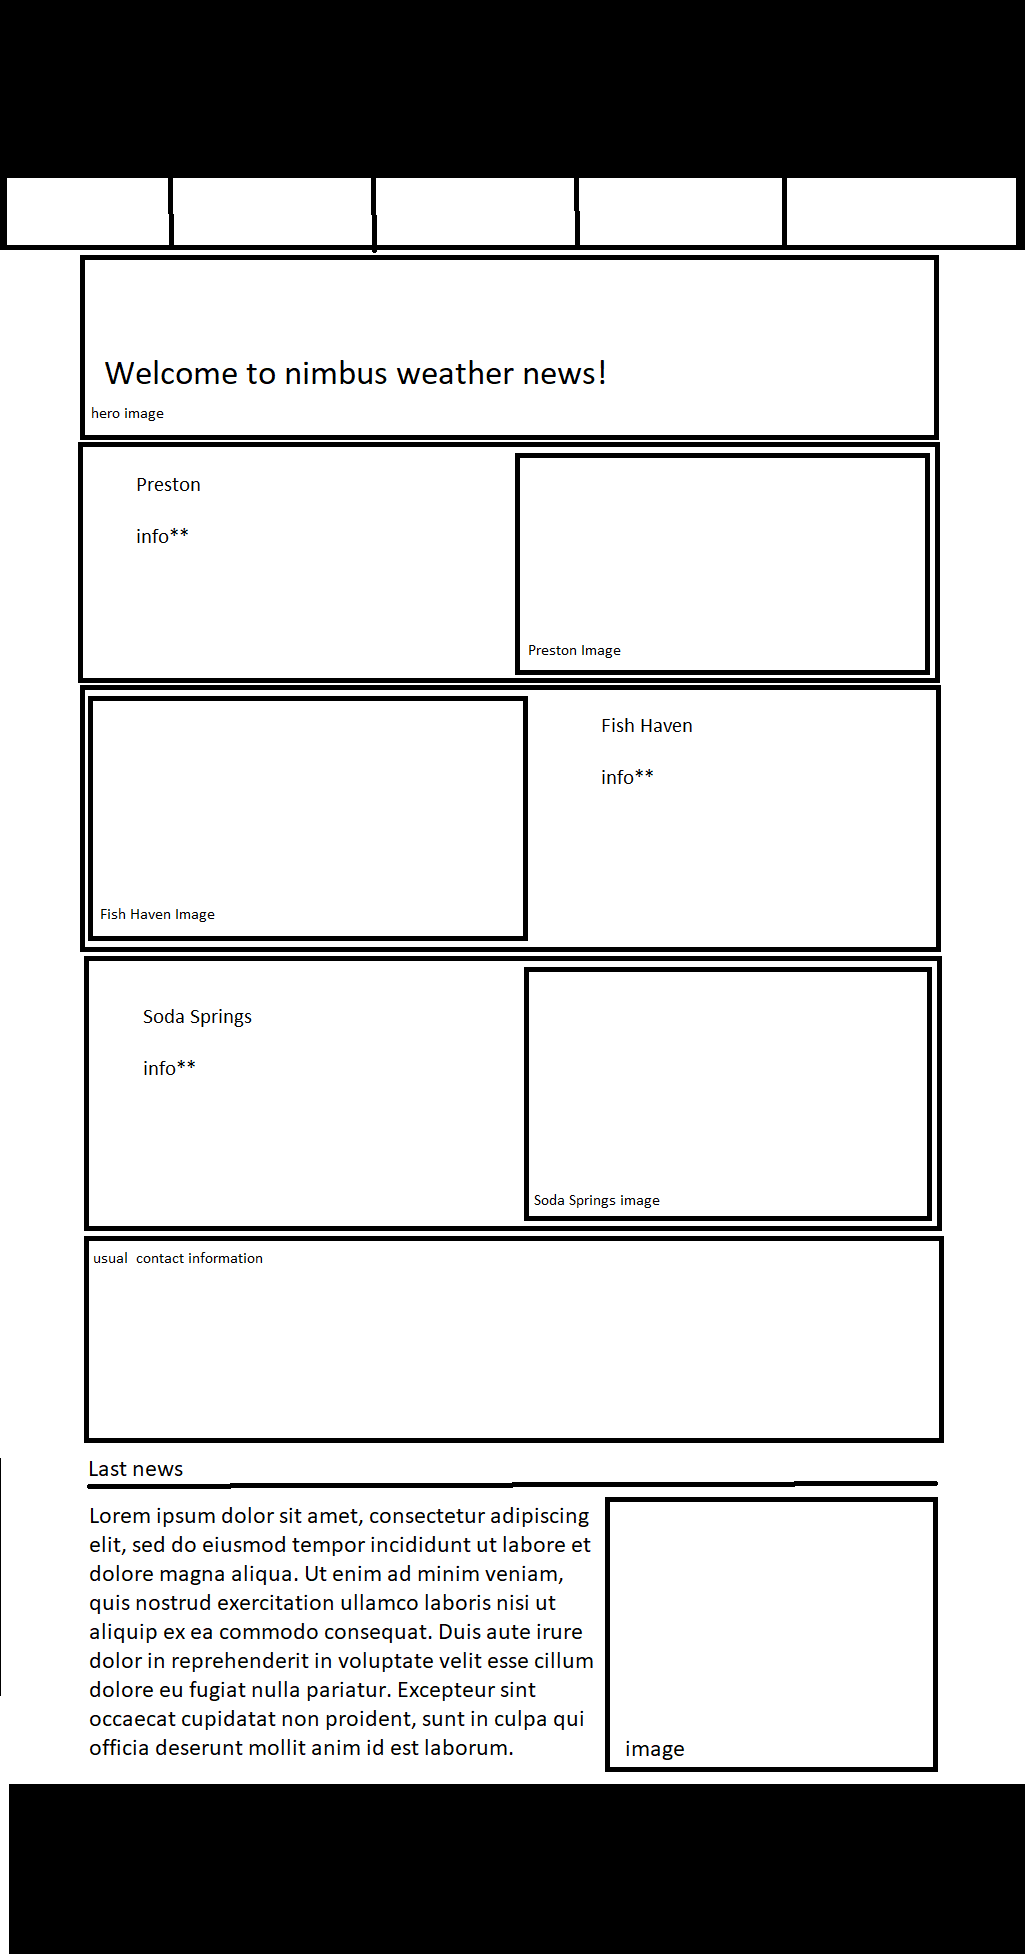 Welcome to nimbus weather news!
hero image
Preston
info**
Preston Image
Fish Haven
info**
Fish Haven Image
Soda Springs
info**
Soda Springs image
usual  contact information
Last news
Lorem ipsum dolor sit amet, consectetur adipiscing
elit, sed do eiusmod tempor incididunt ut labore et
dolore magna aliqua. Ut enim ad minim veniam,
quis nostrud exercitation ullamco laboris nisi ut
aliquip ex ea commodo consequat. Duis aute irure
dolor in reprehenderit in voluptate velit esse cillum
dolore eu fugiat nulla pariatur. Excepteur sint
occaecat cupidatat non proident, sunt in culpa qui
officia deserunt mollit anim id est laborum.
image